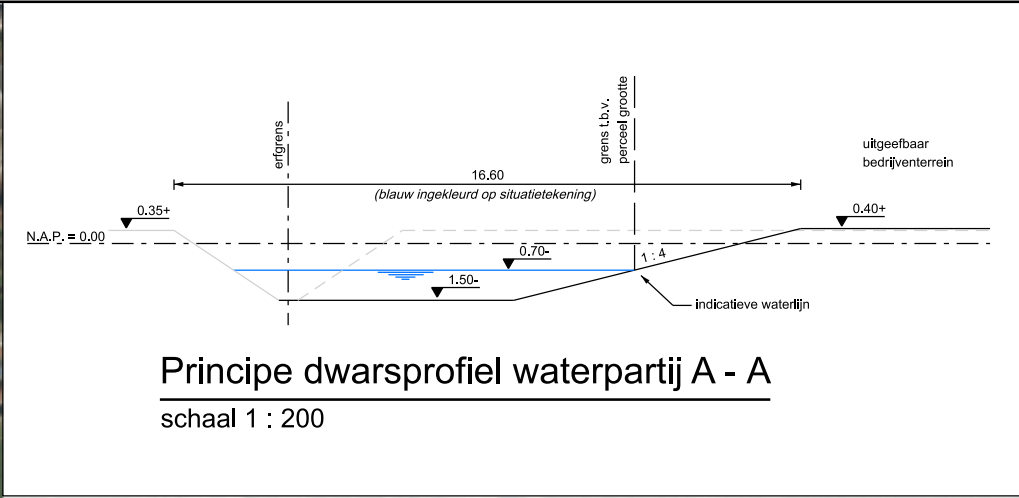 erfgrens
grens t.b.v.
perceel grootte
uitgeefbaar
bedrijventerrein
16.60
(blauw ingekleurd op situatietekening)
0.35+
0.40+
N.A.P. = 0.00
0.70-
1 : 4
1.50-
indicatieve waterlijn
Principe dwarsprofiel waterpartij A - A
schaal 1 : 200